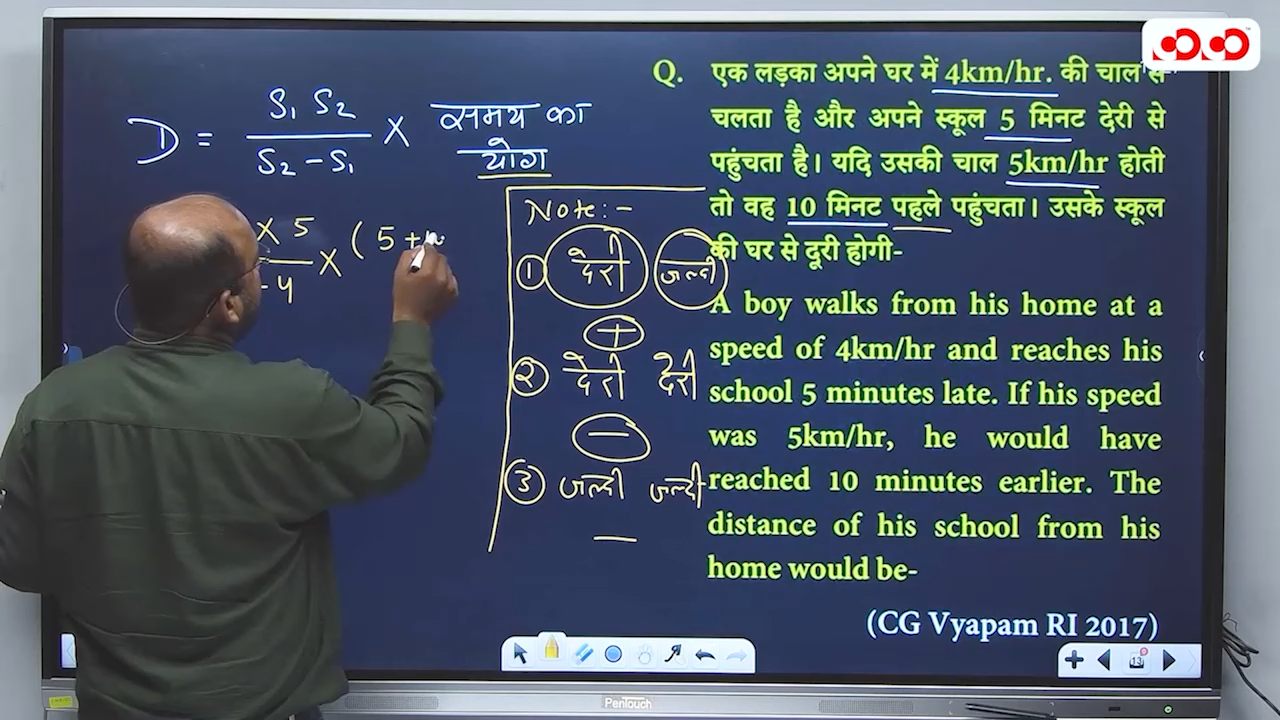 D = S₁ S₂ / S₂ - S₁ × समय का योग
× 5 / - 4 × ( 5 +
Note:-
① देरी जल्दी
+
② देरी देरी
−
③ जल्दी जल्दी
−
Q. एक लड़का अपने घर में 4km/hr. की चाल से
चलता है और अपने स्कूल 5 मिनट देरी से
पहुंचता है। यदि उसकी चाल 5km/hr होती
तो वह 10 मिनट पहले पहुंचता। उसके स्कूल
की घर से दूरी होगी-
A boy walks from his home at a
speed of 4km/hr and reaches his
school 5 minutes late. If his speed
was 5km/hr, he would have
reached 10 minutes earlier. The
distance of his school from his
home would be-
(CG Vyapam RI 2017)
13
Pentouch